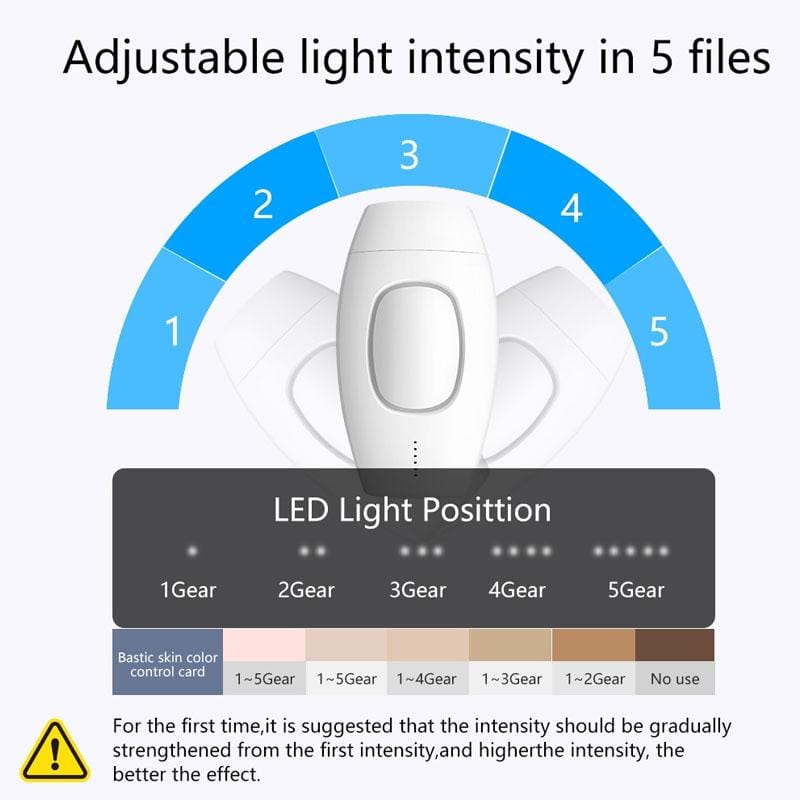 Adjustable light intensity in 5 files
1
2
3
4
5
LED Light Posittion
1Gear
2Gear
3Gear
4Gear
5Gear
Bastic skin color
control card
1~5Gear
1~5Gear
1~4Gear
1~3Gear
1~2Gear
No use
For the first time,it is suggested that the intensity should be gradually
strengthened from the first intensity,and higherthe intensity, the
better the effect.